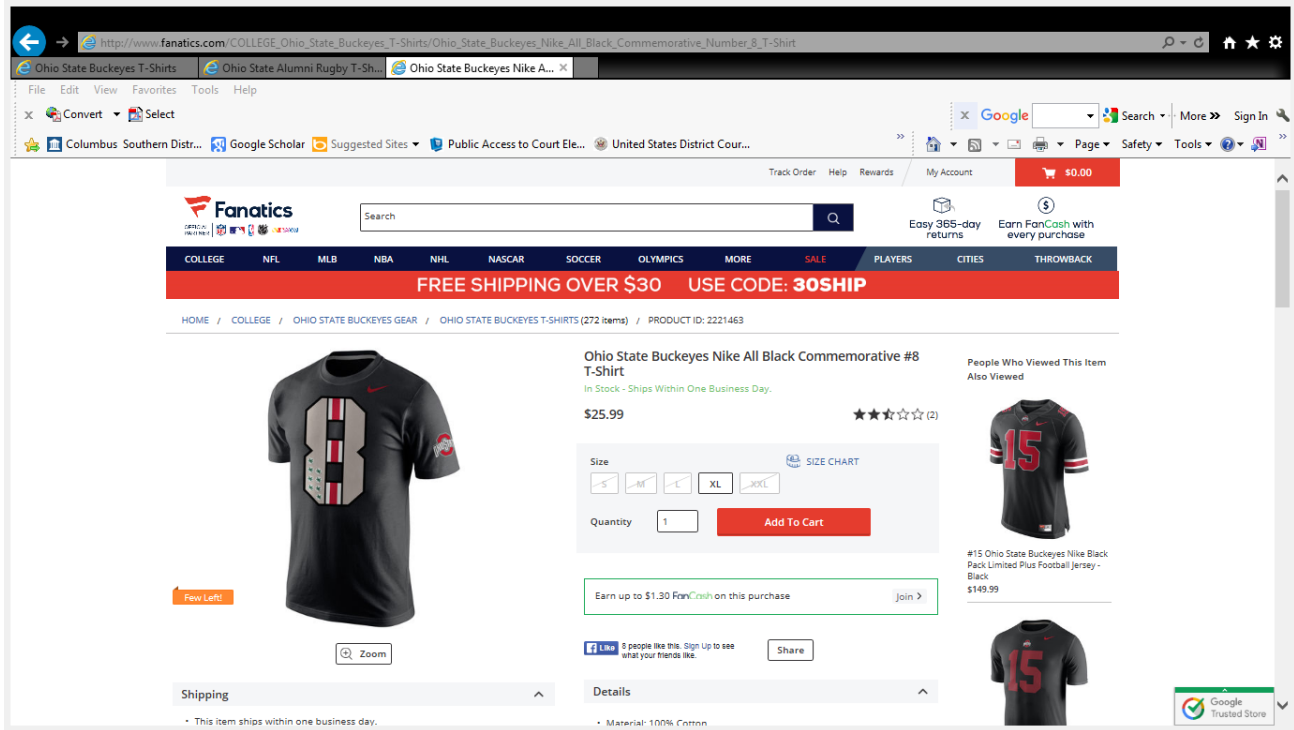 http://www.fanatics.com/COLLEGE_Ohio_State_Buckeyes_T-Shirts/Ohio_State_Buckeyes_Nike_All_Black_Commemorative_Number_8_T-Shirt
Ohio State Buckeyes T-Shirts Ohio State Alumni Rugby T-Sh... Ohio State Buckeyes Nike A... ×
File Edit View Favorites Tools Help
x Convert Select x Google Search More » Sign In
Columbus Southern Distr... Google Scholar Suggested Sites Public Access to Court Ele... United States District Cour... » Page Safety Tools »
Track Order Help Rewards My Account $0.00
Fanatics
Search
Easy 365-day returns
Earn FanCash with every purchase
COLLEGE NFL MLB NBA NHL NASCAR SOCCER OLYMPICS MORE SALE PLAYERS CITIES THROWBACK
FREE SHIPPING OVER $30 USE CODE: 30SHIP
HOME / COLLEGE / OHIO STATE BUCKEYES GEAR / OHIO STATE BUCKEYES T-SHIRTS (272 items) / PRODUCT ID: 2221463
8
Few Left!
Zoom
Shipping
• This item ships within one business day.
Ohio State Buckeyes Nike All Black Commemorative #8
T-Shirt
In Stock - Ships Within One Business Day.
$25.99 (2)
Size SIZE CHART
S M L XL XXL
Quantity 1 Add To Cart
Earn up to $1.30 FanCash on this purchase Join >
Like 8 people like this. Sign Up to see
what your friends like.
Share
Details
• Material: 100% Cotton
People Who Viewed This Item
Also Viewed
15
#15 Ohio State Buckeyes Nike Black
Pack Limited Plus Football Jersey -
Black
$149.99
15
Google
Trusted Store